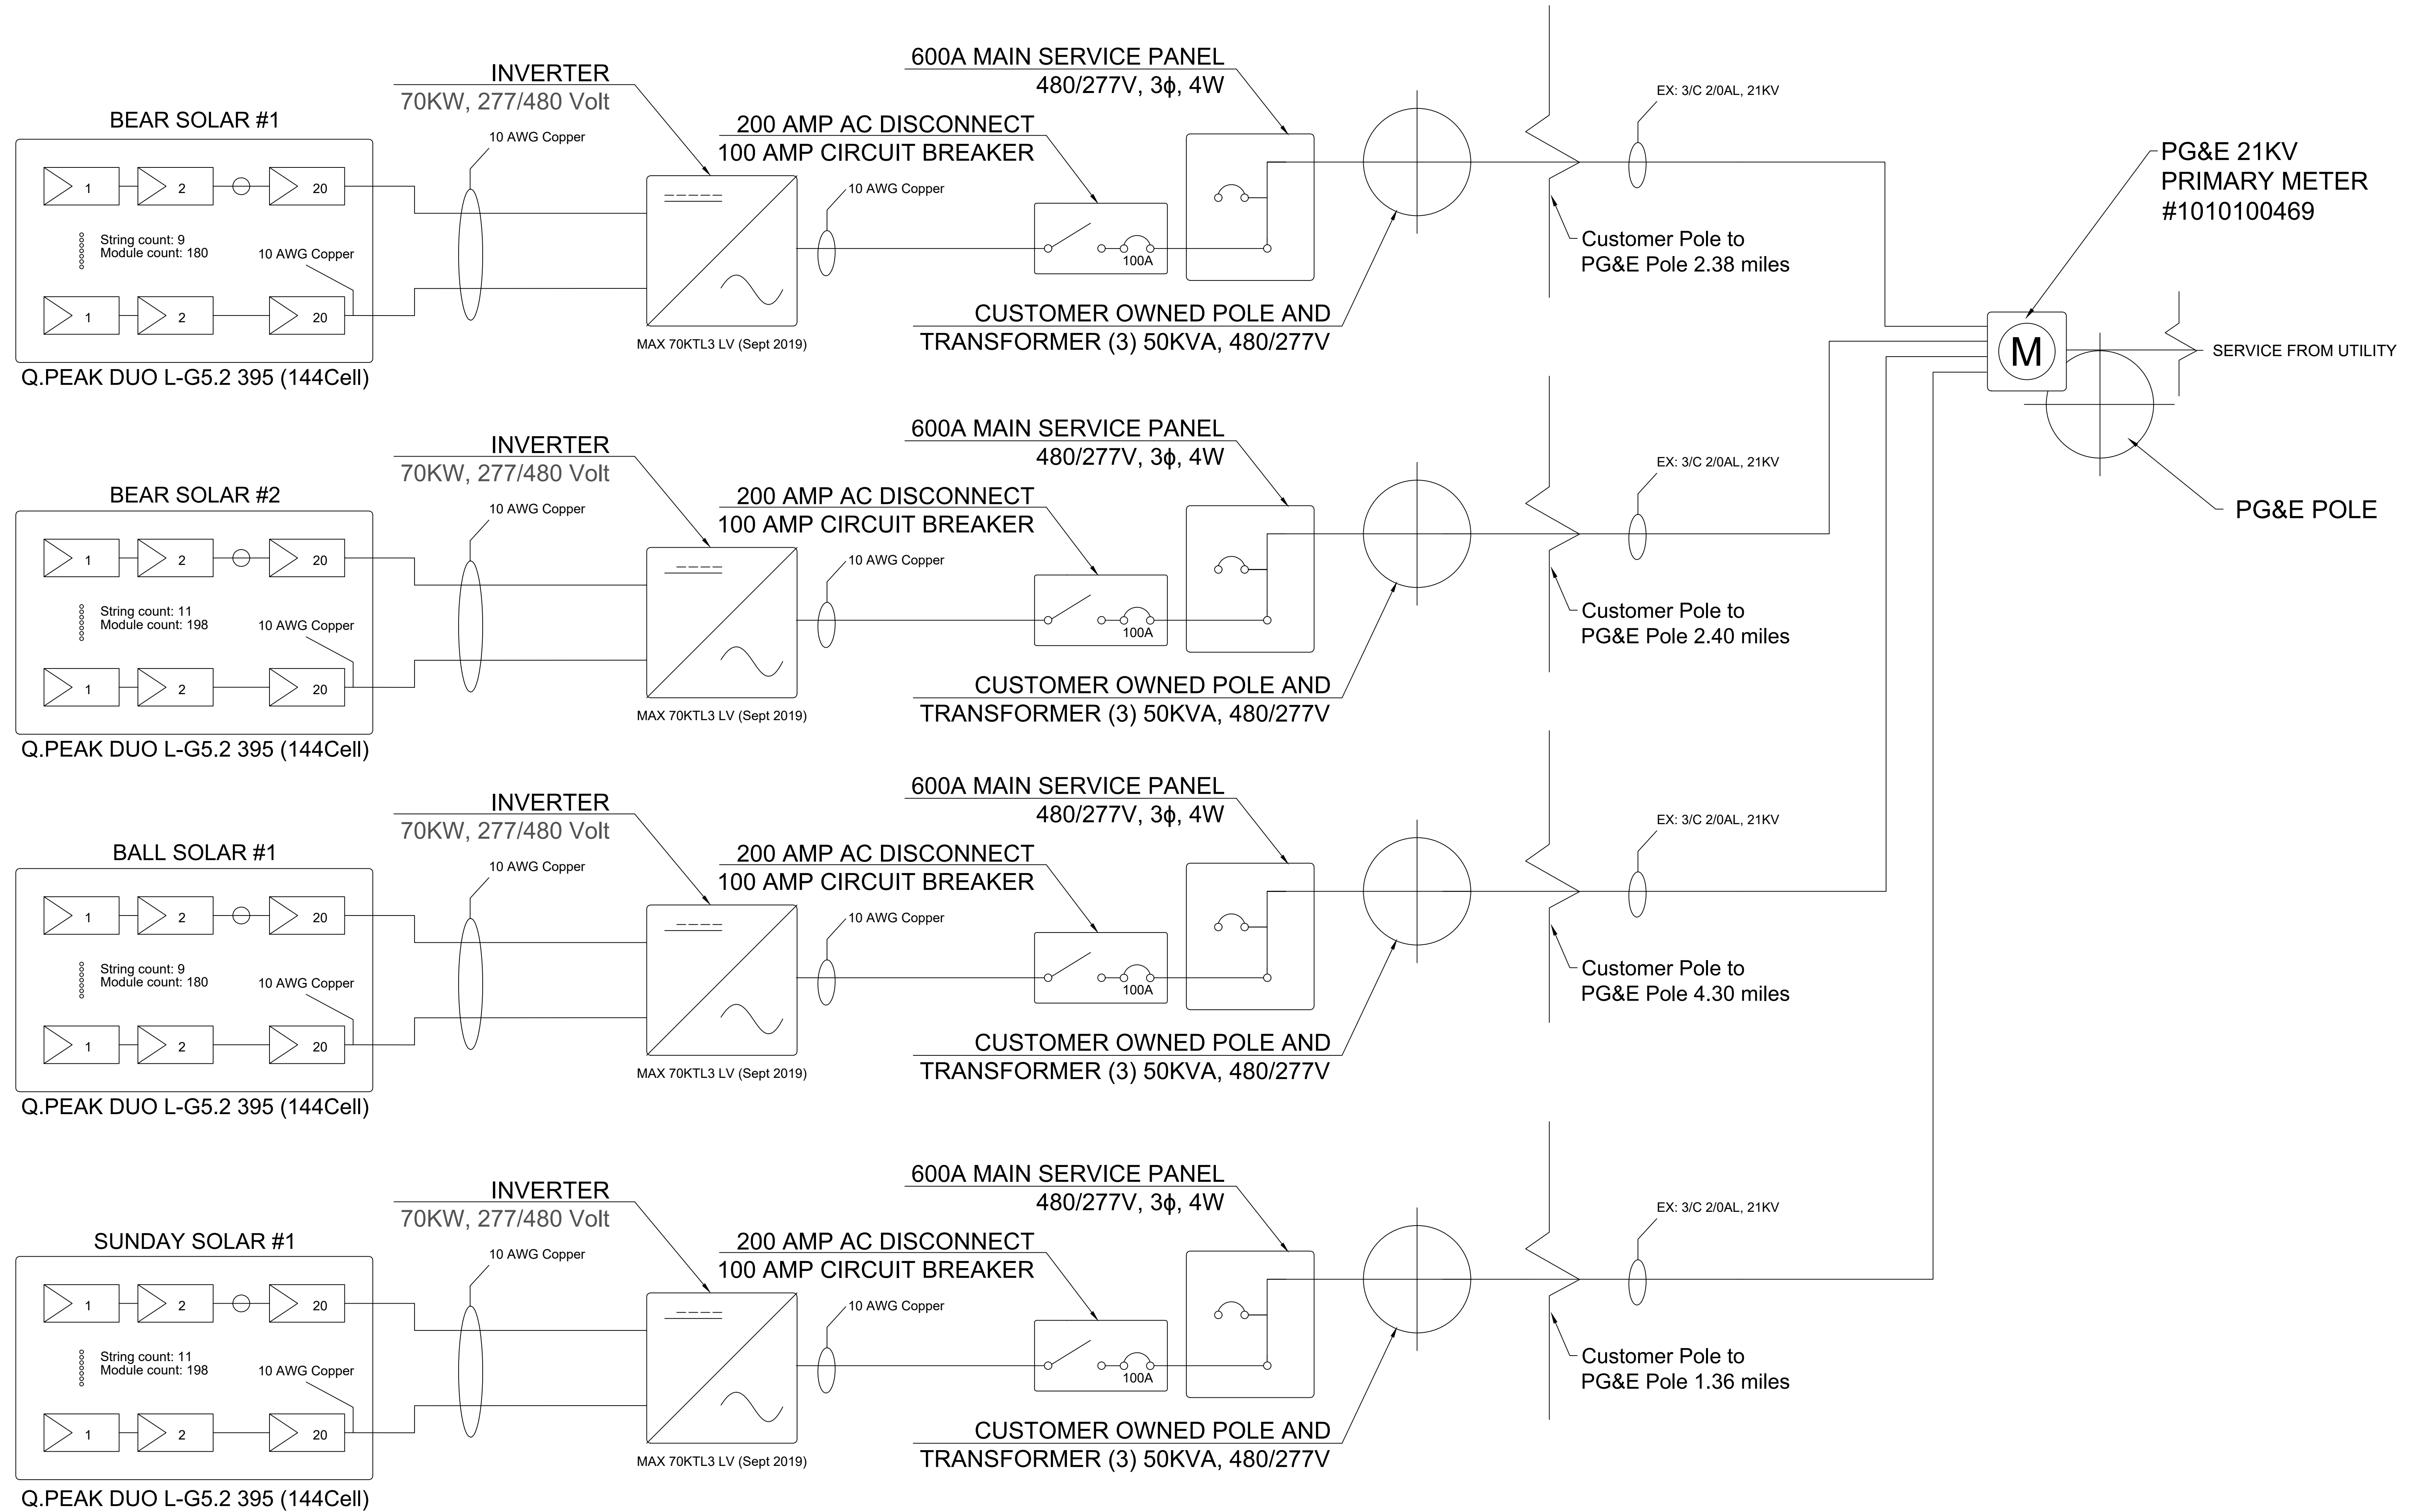 BEAR SOLAR #1
1
2
20
String count: 9
Module count: 180
10 AWG Copper
1
2
20
Q.PEAK DUO L-G5.2 395 (144Cell)
INVERTER
70KW, 277/480 Volt
10 AWG Copper
MAX 70KTL3 LV (Sept 2019)
10 AWG Copper
600A MAIN SERVICE PANEL
480/277V, 3ϕ, 4W
200 AMP AC DISCONNECT
100 AMP CIRCUIT BREAKER
100A
CUSTOMER OWNED POLE AND
TRANSFORMER (3) 50KVA, 480/277V
EX: 3/C 2/0AL, 21KV
Customer Pole to
PG&E Pole 2.38 miles
PG&E 21KV
PRIMARY METER
#1010100469
M
SERVICE FROM UTILITY
PG&E POLE
BEAR SOLAR #2
1
2
20
String count: 11
Module count: 198
10 AWG Copper
1
2
20
Q.PEAK DUO L-G5.2 395 (144Cell)
INVERTER
70KW, 277/480 Volt
10 AWG Copper
MAX 70KTL3 LV (Sept 2019)
10 AWG Copper
600A MAIN SERVICE PANEL
480/277V, 3ϕ, 4W
200 AMP AC DISCONNECT
100 AMP CIRCUIT BREAKER
100A
CUSTOMER OWNED POLE AND
TRANSFORMER (3) 50KVA, 480/277V
EX: 3/C 2/0AL, 21KV
Customer Pole to
PG&E Pole 2.40 miles
BALL SOLAR #1
1
2
20
String count: 9
Module count: 180
10 AWG Copper
1
2
20
Q.PEAK DUO L-G5.2 395 (144Cell)
INVERTER
70KW, 277/480 Volt
10 AWG Copper
MAX 70KTL3 LV (Sept 2019)
10 AWG Copper
600A MAIN SERVICE PANEL
480/277V, 3ϕ, 4W
200 AMP AC DISCONNECT
100 AMP CIRCUIT BREAKER
100A
CUSTOMER OWNED POLE AND
TRANSFORMER (3) 50KVA, 480/277V
EX: 3/C 2/0AL, 21KV
Customer Pole to
PG&E Pole 4.30 miles
SUNDAY SOLAR #1
1
2
20
String count: 11
Module count: 198
10 AWG Copper
1
2
20
Q.PEAK DUO L-G5.2 395 (144Cell)
INVERTER
70KW, 277/480 Volt
10 AWG Copper
MAX 70KTL3 LV (Sept 2019)
10 AWG Copper
600A MAIN SERVICE PANEL
480/277V, 3ϕ, 4W
200 AMP AC DISCONNECT
100 AMP CIRCUIT BREAKER
100A
CUSTOMER OWNED POLE AND
TRANSFORMER (3) 50KVA, 480/277V
EX: 3/C 2/0AL, 21KV
Customer Pole to
PG&E Pole 1.36 miles